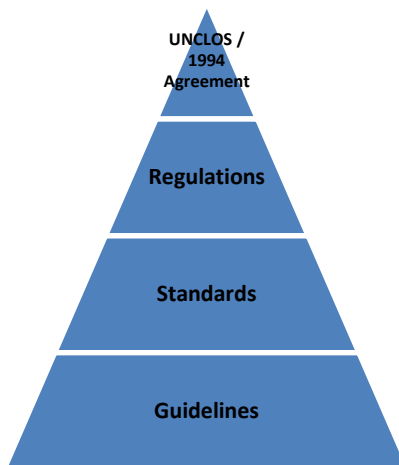 UNCLOS /
1994
Agreement
Regulations
Standards
Guidelines